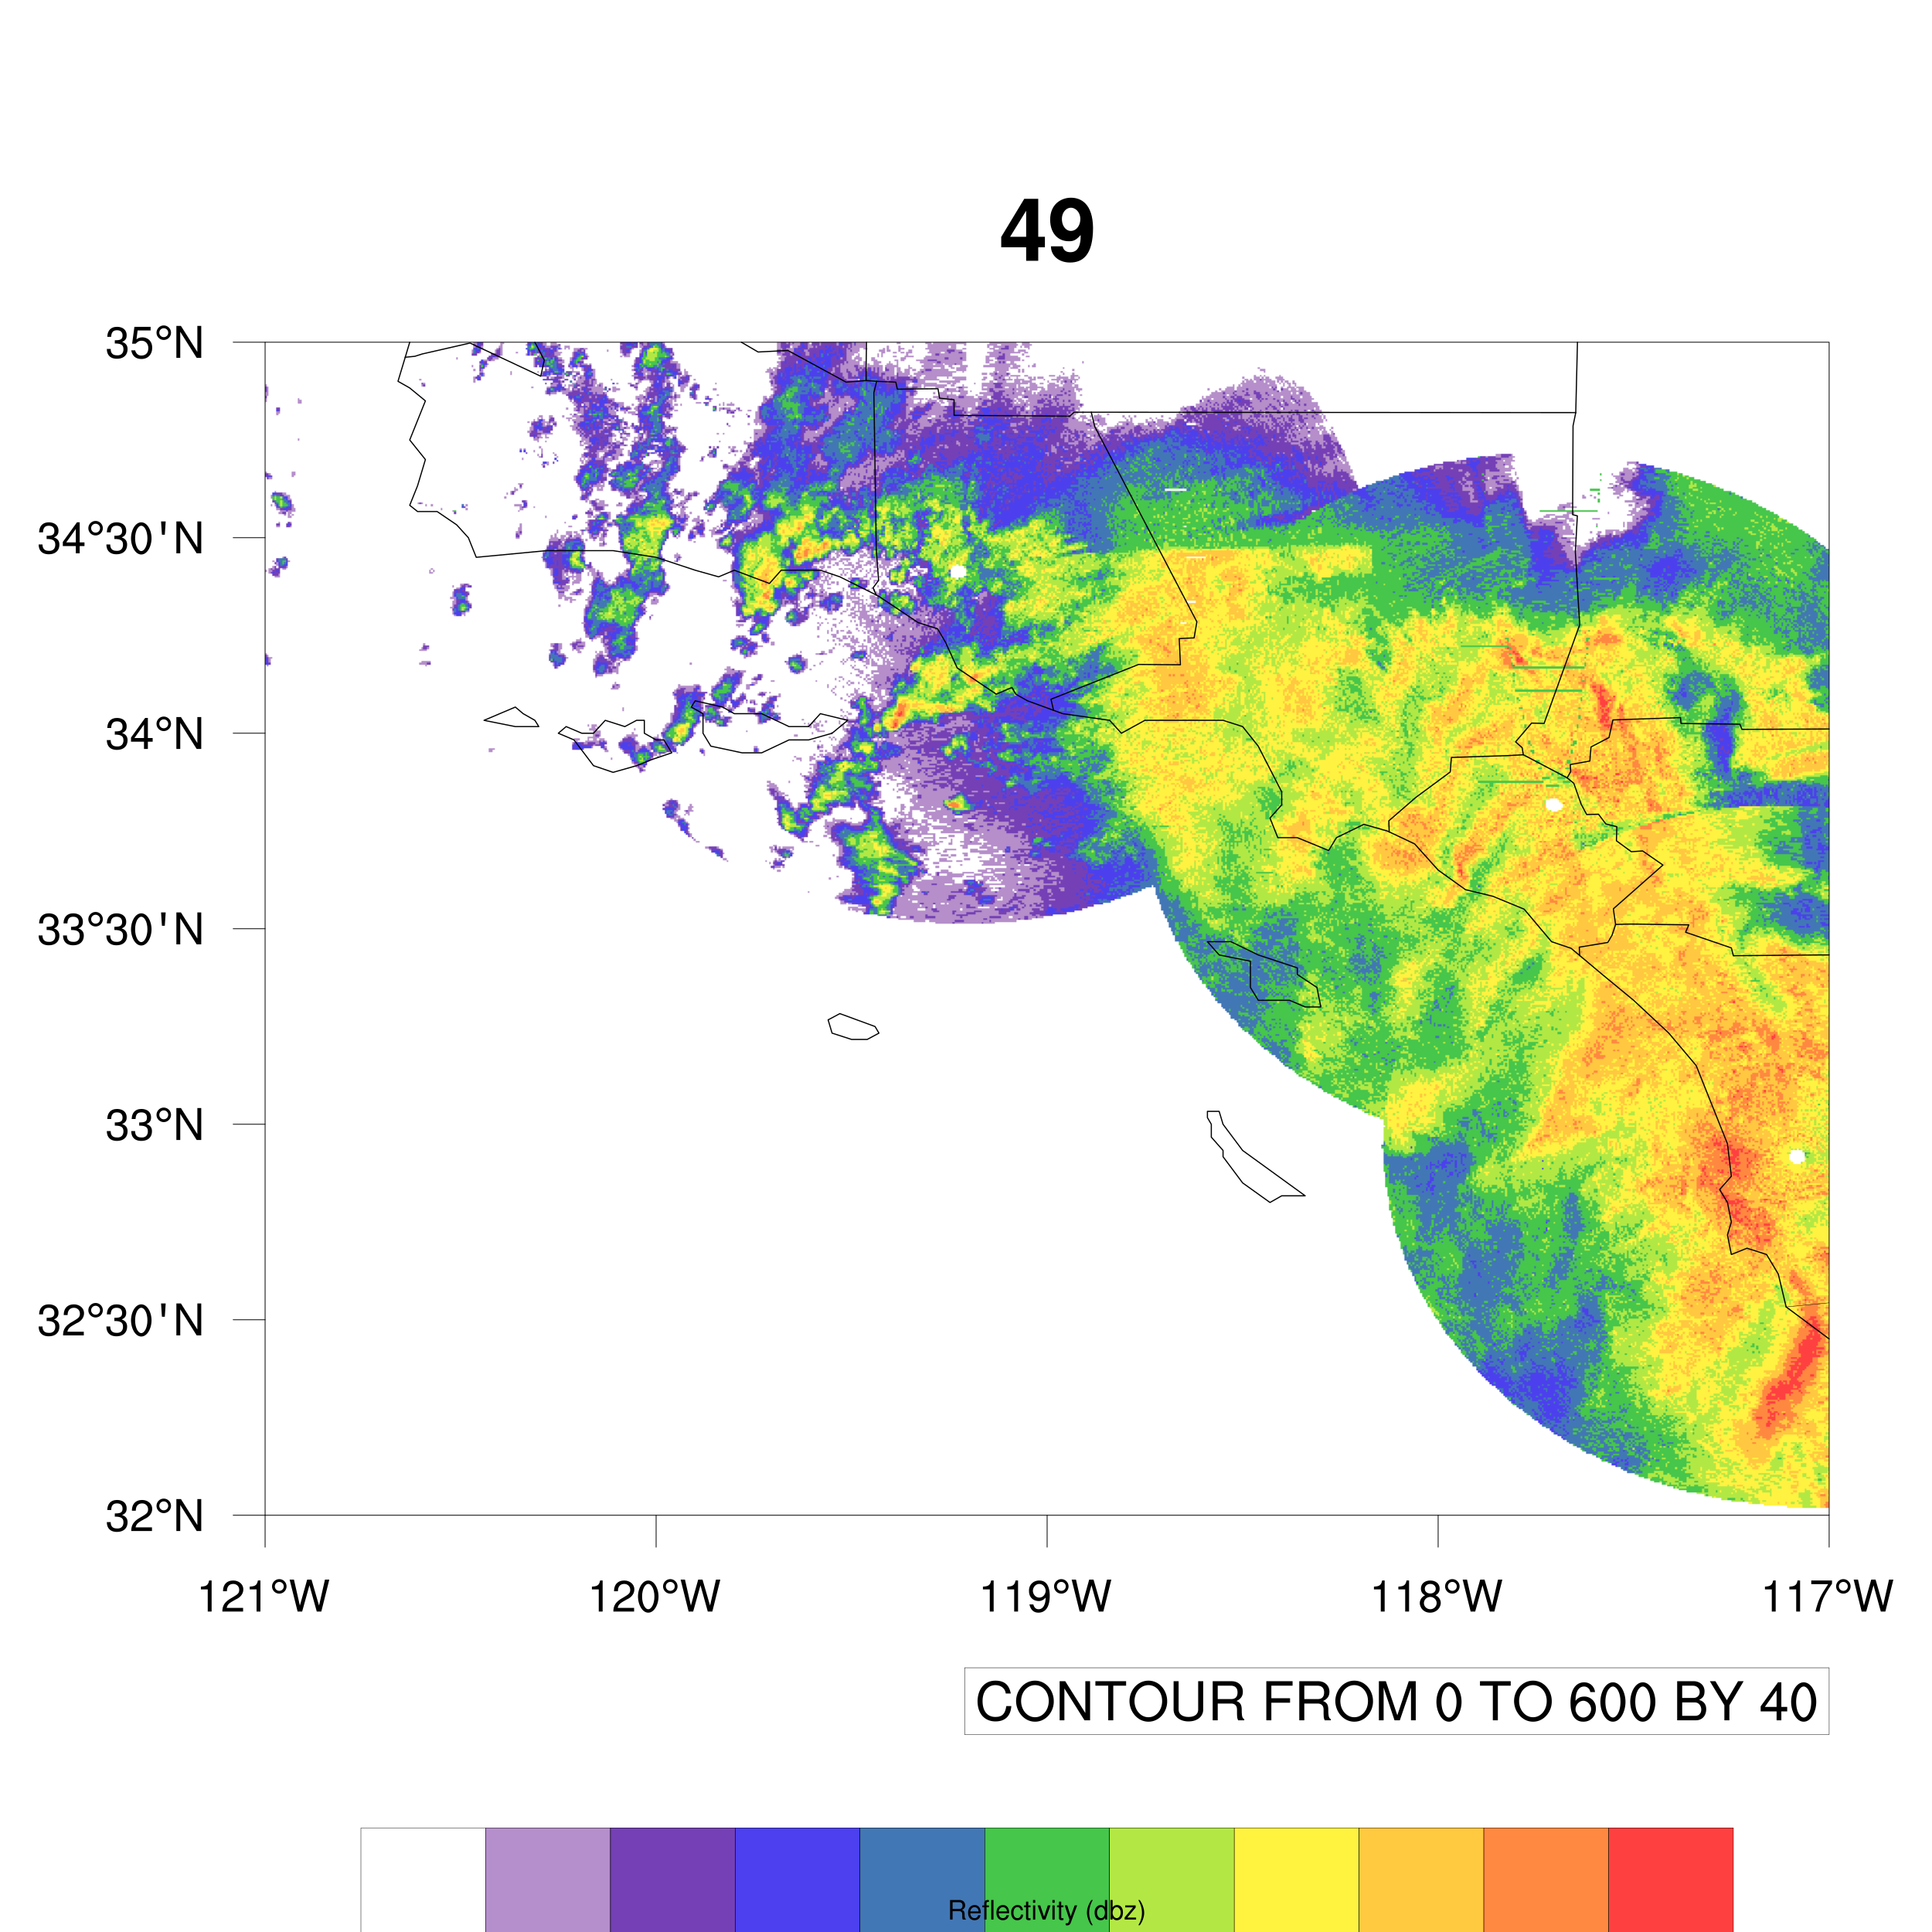 49
35°N
34°30'N
34°N
33°30'N
33°N
32°30'N
32°N
121°W 120°W 119°W 118°W 117°W
CONTOUR FROM 0 TO 600 BY 40
Reflectivity (dbz)